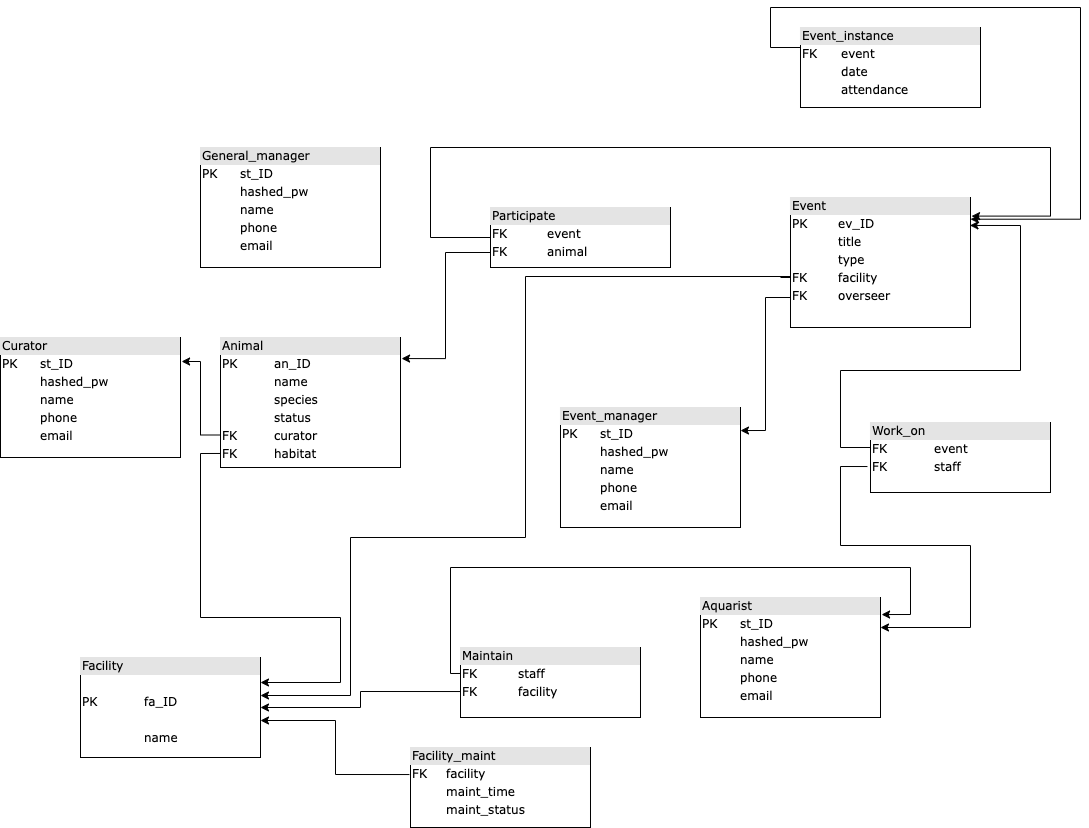 Event_instance
FK event
date
attendance
General_manager
PK st_ID
hashed_pw
name
phone
email
Participate
FK event
FK animal
Event
PK ev_ID
title
type
FK facility
FK overseer
Curator
PK st_ID
hashed_pw
name
phone
email
Animal
PK an_ID
name
species
status
FK curator
FK habitat
Event_manager
PK st_ID
hashed_pw
name
phone
email
Work_on
FK event
FK staff
Aquarist
PK st_ID
hashed_pw
name
phone
email
Maintain
FK staff
FK facility
Facility
PK fa_ID
name
Facility_maint
FK facility
maint_time
maint_status